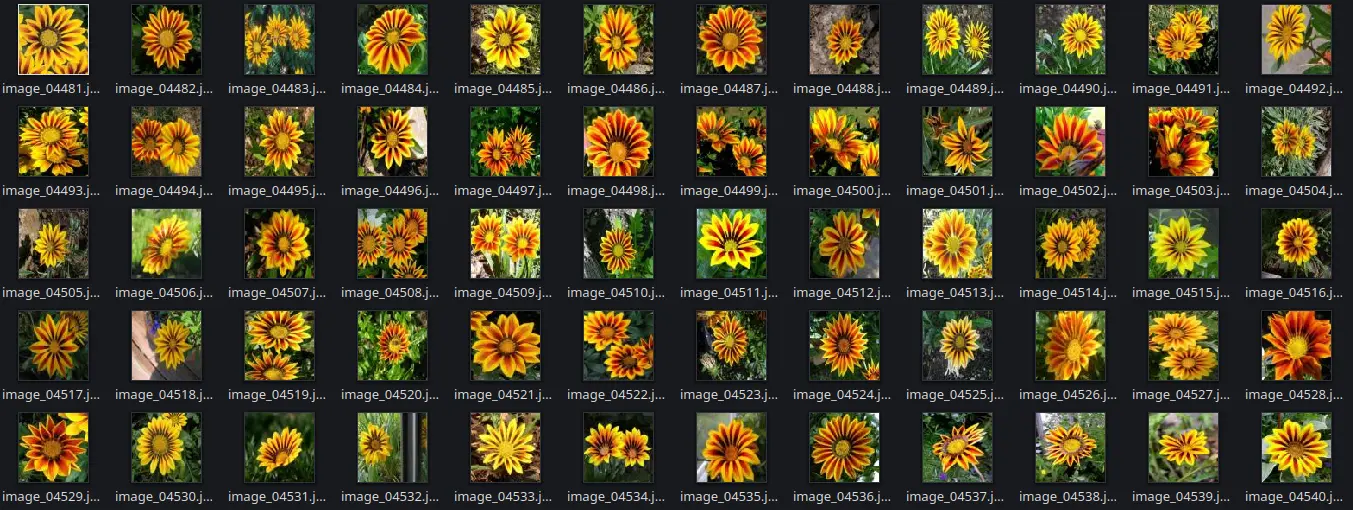 image_04481.j... image_04482.j... image_04483.j... image_04484.j... image_04485.j... image_04486.j... image_04487.j... image_04488.j... image_04489.j... image_04490.j... image_04491.j... image_04492.j...
image_04493.j... image_04494.j... image_04495.j... image_04496.j... image_04497.j... image_04498.j... image_04499.j... image_04500.j... image_04501.j... image_04502.j... image_04503.j... image_04504.j...
image_04505.j... image_04506.j... image_04507.j... image_04508.j... image_04509.j... image_04510.j... image_04511.j... image_04512.j... image_04513.j... image_04514.j... image_04515.j... image_04516.j...
image_04517.j... image_04518.j... image_04519.j... image_04520.j... image_04521.j... image_04522.j... image_04523.j... image_04524.j... image_04525.j... image_04526.j... image_04527.j... image_04528.j...
image_04529.j... image_04530.j... image_04531.j... image_04532.j... image_04533.j... image_04534.j... image_04535.j... image_04536.j... image_04537.j... image_04538.j... image_04539.j... image_04540.j...